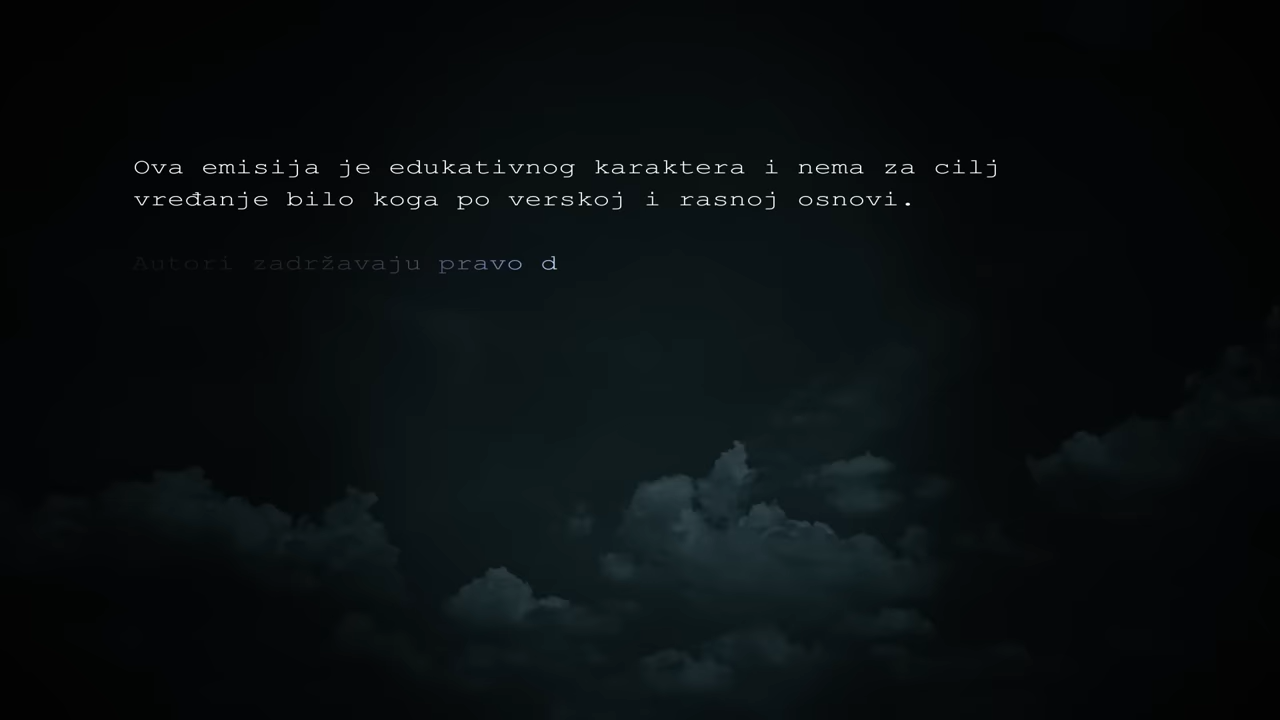 Ova emisija je edukativnog karaktera i nema za cilj
vređanje bilo koga po verskoj i rasnoj osnovi.
Autori zadržavaju pravo d